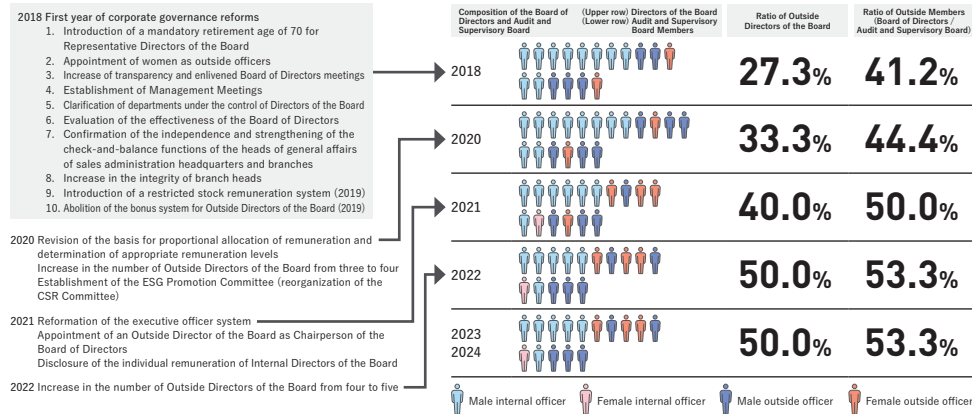 2018 First year of corporate governance reforms
1. Introduction of a mandatory retirement age of 70 for
Representative Directors of the Board
2. Appointment of women as outside officers
3. Increase of transparency and enlivened Board of Directors meetings
4. Establishment of Management Meetings
5. Clarification of departments under the control of Directors of the Board
6. Evaluation of the effectiveness of the Board of Directors
7. Confirmation of the independence and strengthening of the
check-and-balance functions of the heads of general affairs
of sales administration headquarters and branches
8. Increase in the integrity of branch heads
9. Introduction of a restricted stock remuneration system (2019)
10. Abolition of the bonus system for Outside Directors of the Board (2019)
2020 Revision of the basis for proportional allocation of remuneration and
determination of appropriate remuneration levels
Increase in the number of Outside Directors of the Board from three to four
Establishment of the ESG Promotion Committee (reorganization of the
CSR Committee)
2021 Reformation of the executive officer system
Appointment of an Outside Director of the Board as Chairperson of the
Board of Directors
Disclosure of the individual remuneration of Internal Directors of the Board
2022 Increase in the number of Outside Directors of the Board from four to five
Composition of the Board of
Directors and Audit and
Supervisory Board
(Upper row) Directors of the Board
(Lower row) Audit and Supervisory
Board Members
Ratio of Outside
Directors of the Board
Ratio of Outside Members
(Board of Directors /
Audit and Supervisory Board)
2018
27.3%
41.2%
2020
33.3%
44.4%
2021
40.0%
50.0%
2022
50.0%
53.3%
2023
2024
50.0%
53.3%
Male internal officer
Female internal officer
Male outside officer
Female outside officer